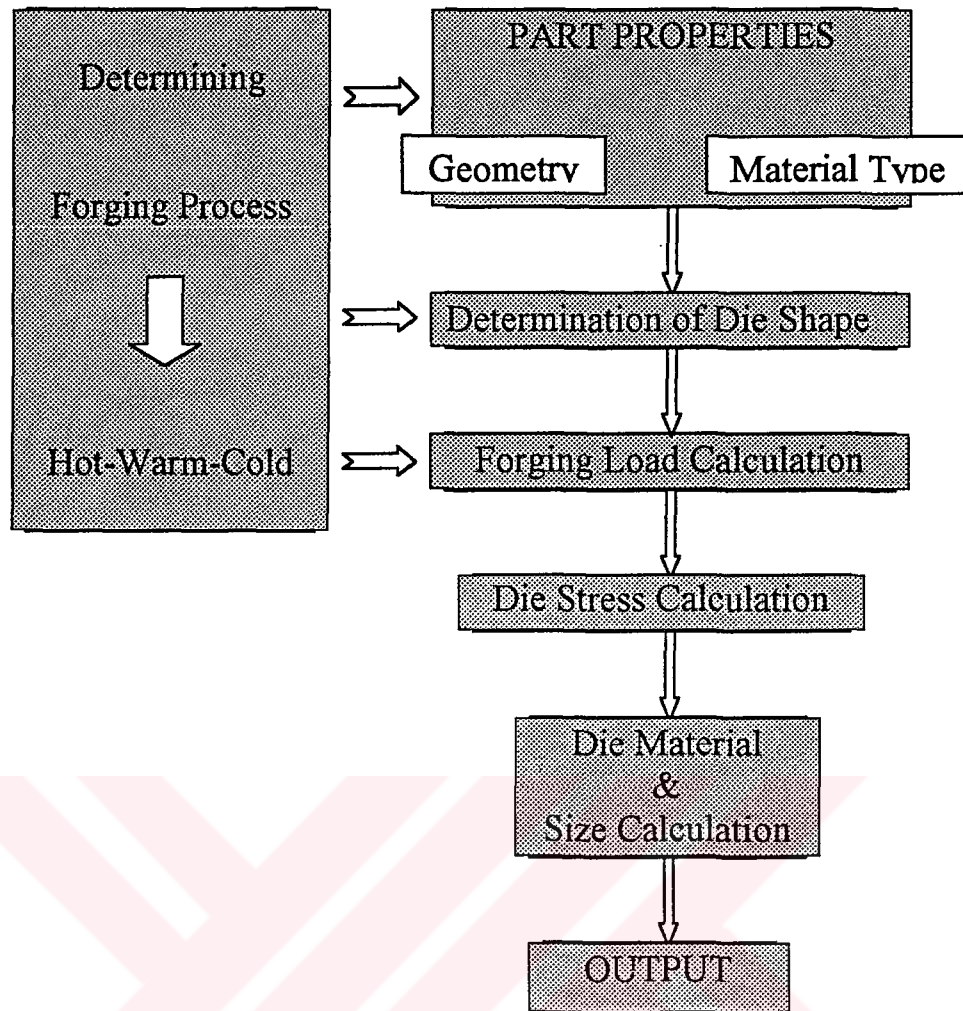 Determining
Forging Process
Hot-Warm-Cold
PART PROPERTIES
Geometry
Material Type
Determination of Die Shape
Forging Load Calculation
Die Stress Calculation
Die Material
&
Size Calculation
OUTPUT